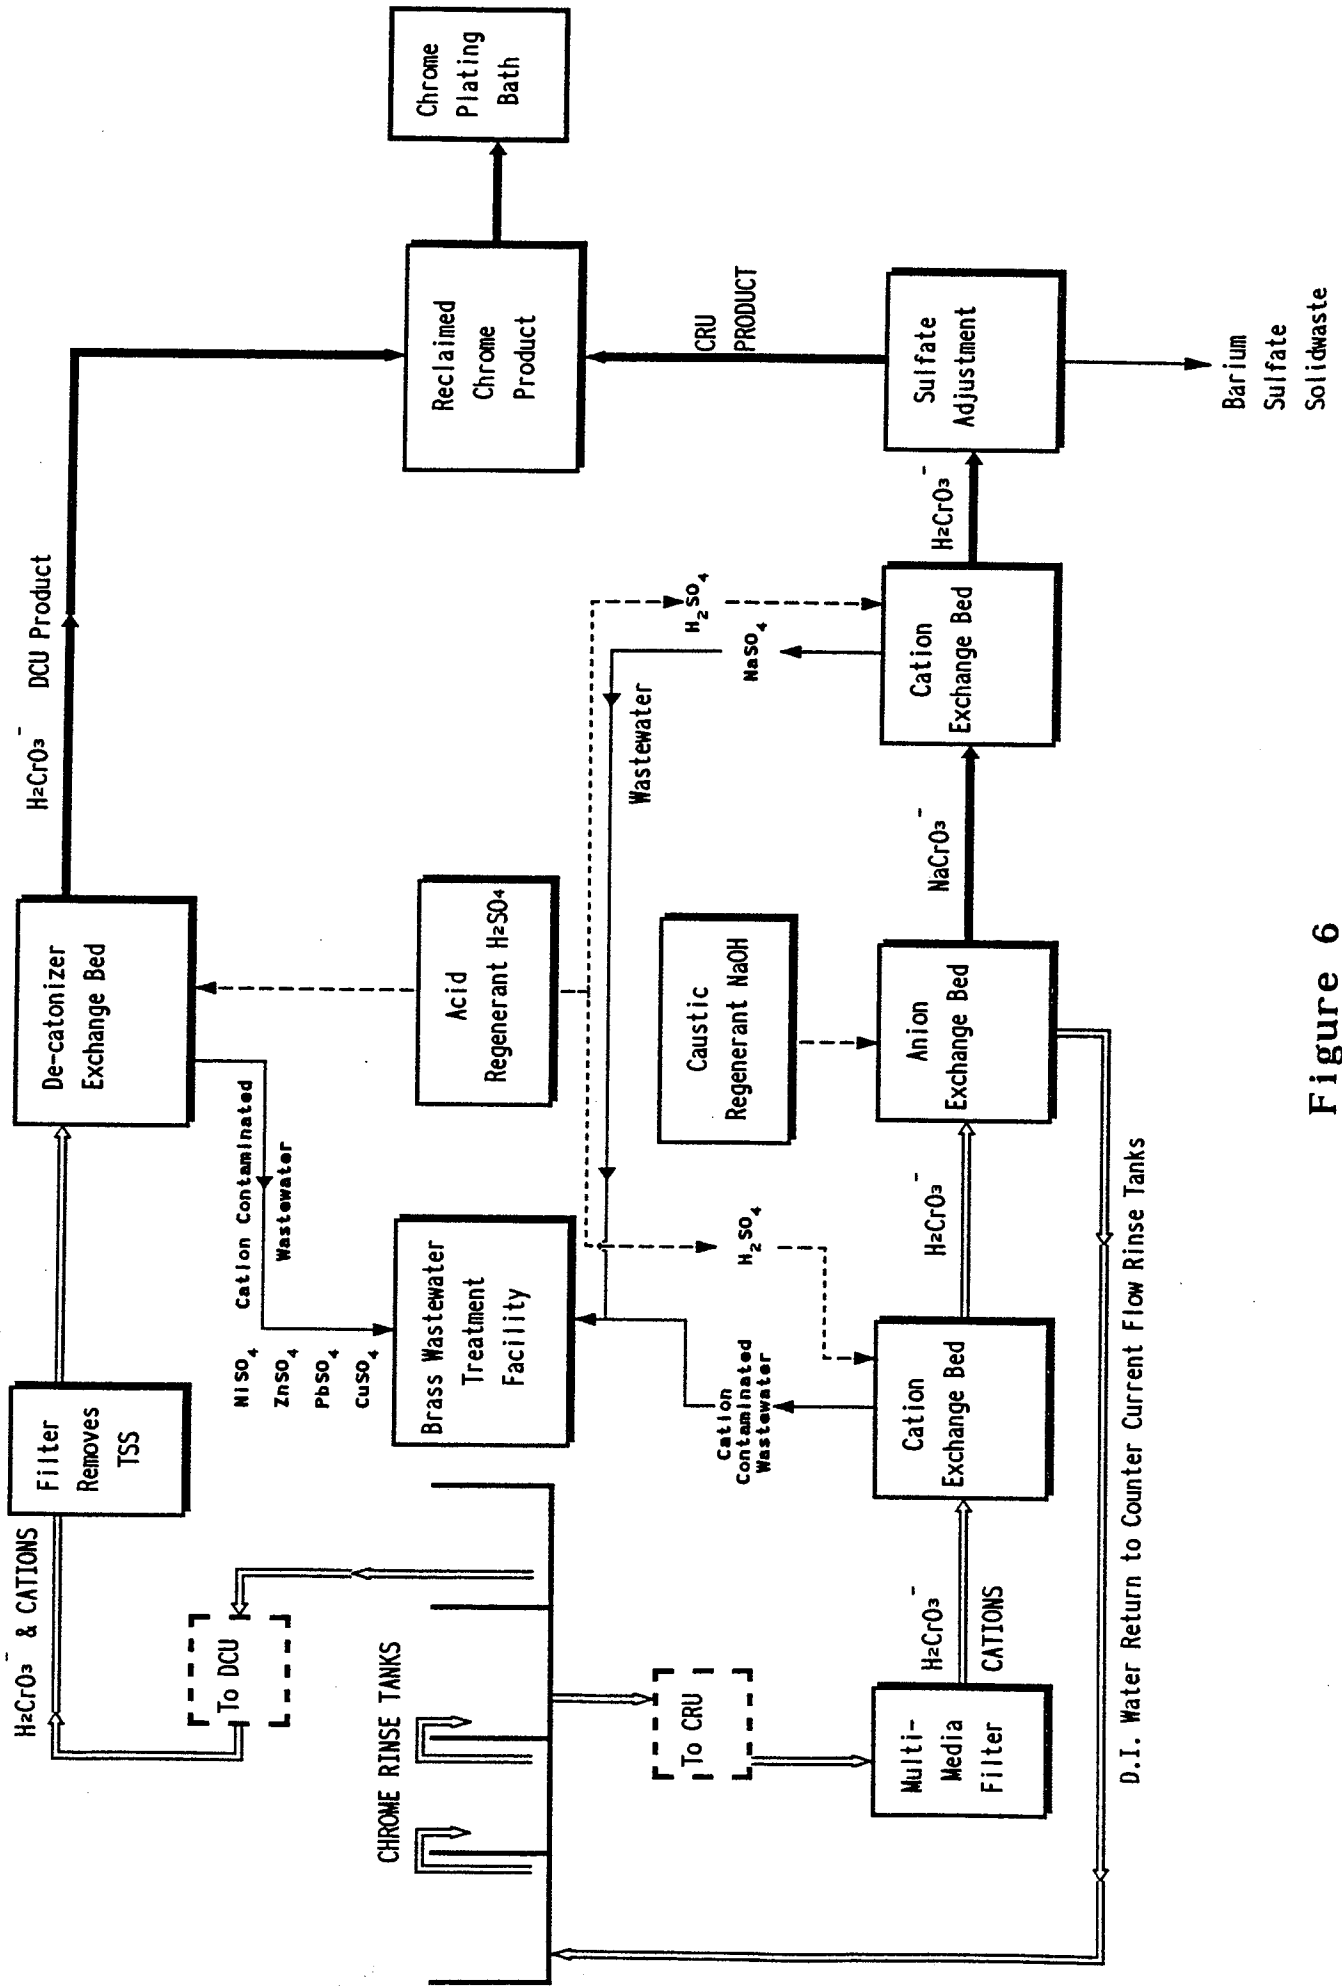 H₂CrO₃⁻ & CATIONS
Filter
Removes
TSS
De-catonizer
Exchange Bed
H₂CrO₃⁻ DCU Product
To DCU
NiSO₄
ZnSO₄
PbSO₄
CuSO₄
Cation Contaminated
Wastewater
CHROME RINSE TANKS
Brass Wastewater
Treatment
Facility
Acid
Regenerant H₂SO₄
Reclaimed
Chrome
Product
Chrome
Plating
Bath
To CRU
Cation
Contaminated
Wastewater
H₂SO₄
Caustic
Regenerant NaOH
Wastewater
NaSO₄
H₂SO₄
CRU
PRODUCT
Multi-
Media
Filter
H₂CrO₃⁻
CATIONS
Cation
Exchange Bed
H₂CrO₃⁻
Anion
Exchange Bed
NaCrO₃⁻
Cation
Exchange Bed
H₂CrO₃⁻
Sulfate
Adjustment
D.I. Water Return to Counter Current Flow Rinse Tanks
Barium
Sulfate
Solidwaste
Figure 6